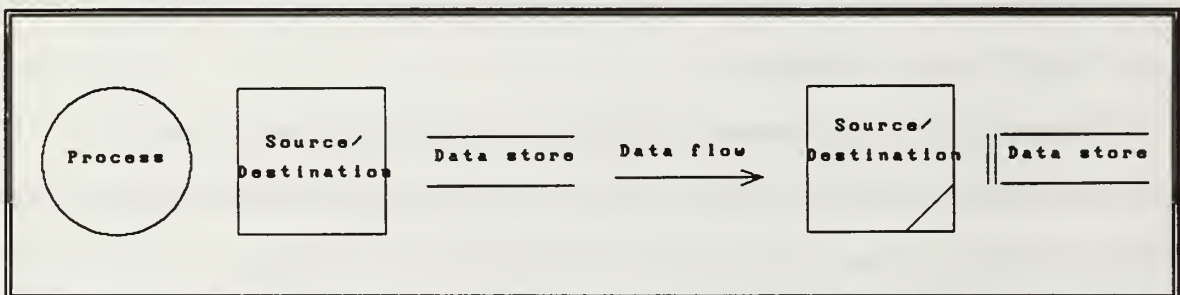 Process
Source/
Destination
Data store
Data flow
Source/
Destination
Data store